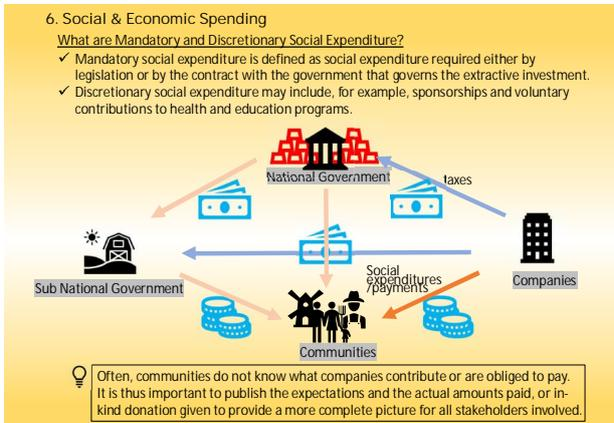 6. Social & Economic Spending
What are Mandatory and Discretionary Social Expenditure?
✓ Mandatory social expenditure is defined as social expenditure required either by
legislation or by the contract with the government that governs the extractive investment.
✓ Discretionary social expenditure may include, for example, sponsorships and voluntary
contributions to health and education programs.
National Government
taxes
Sub National Government
Social
expenditures
/payments
Companies
Communities
Often, communities do not know what companies contribute or are obliged to pay.
It is thus important to publish the expectations and the actual amounts paid, or in-
kind donation given to provide a more complete picture for all stakeholders involved.